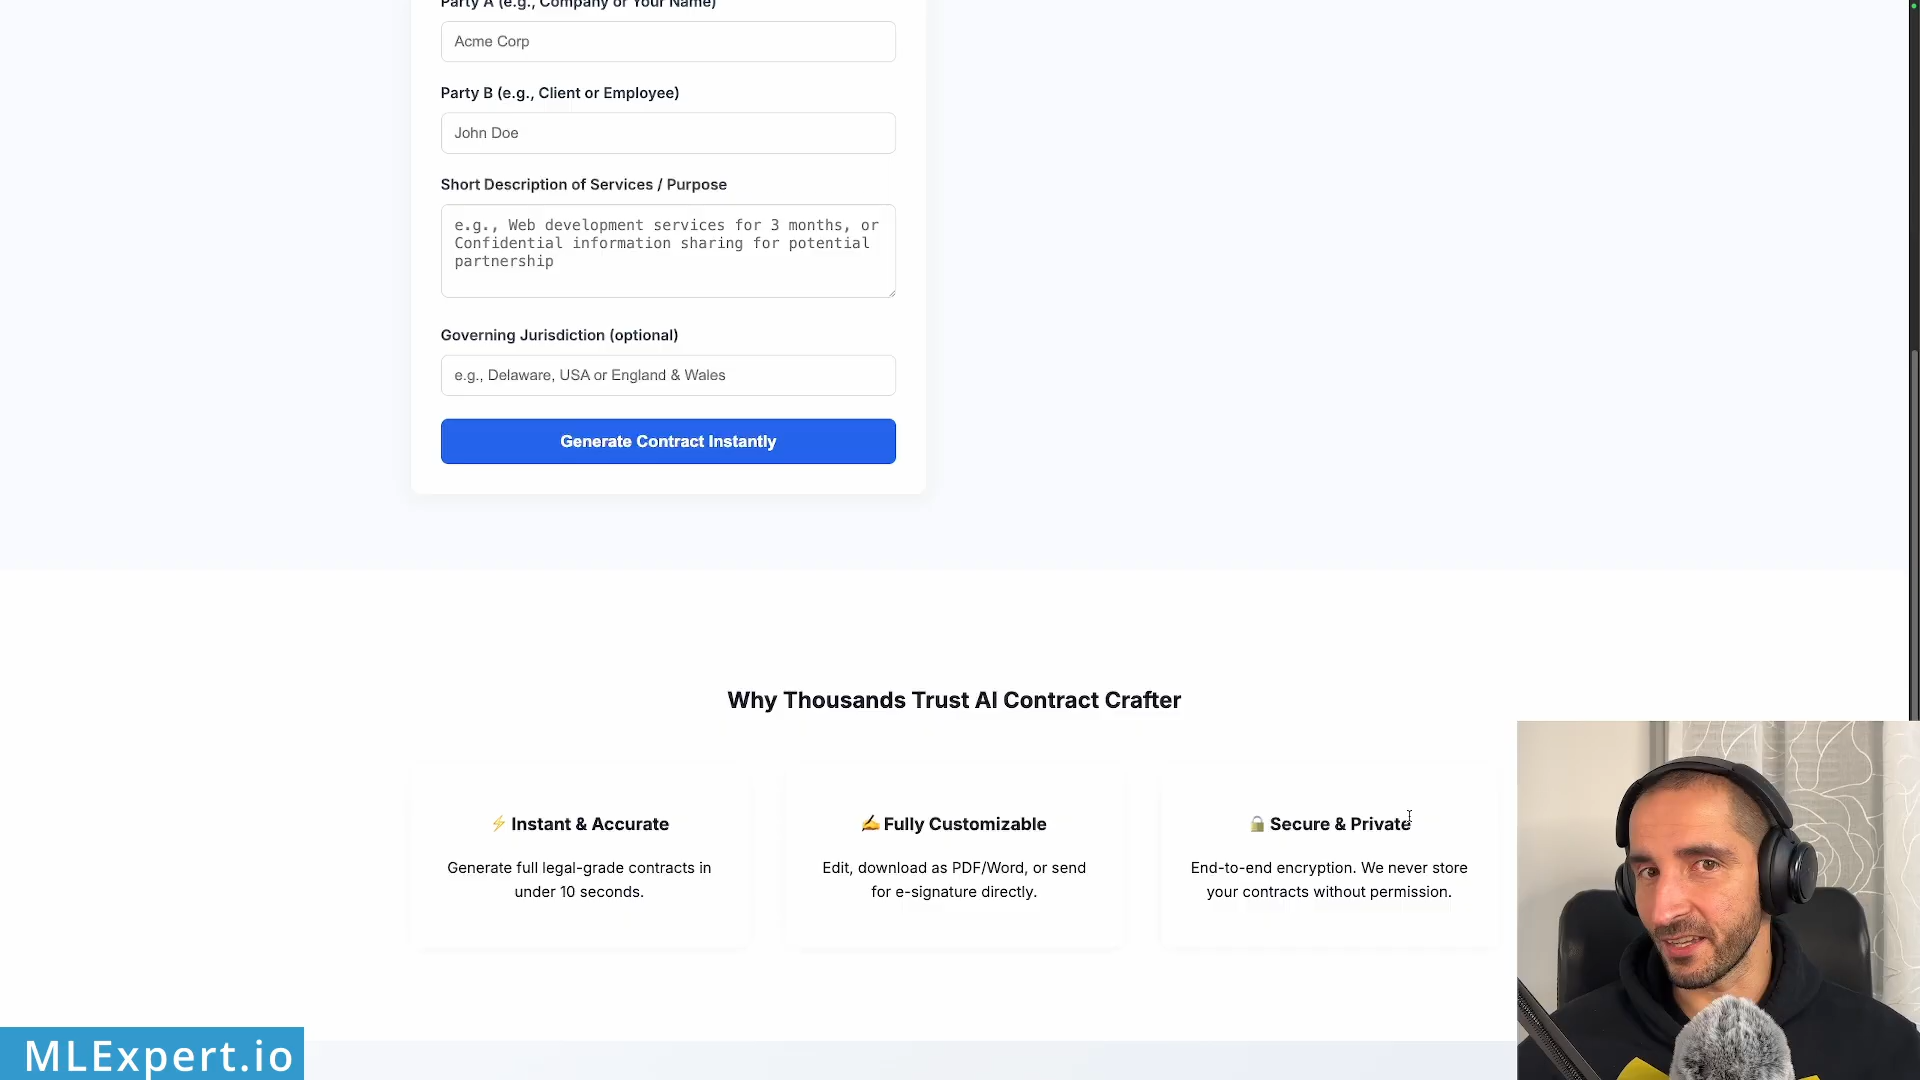 Party A (e.g., Company or Your Name)
Acme Corp
Party B (e.g., Client or Employee)
John Doe
Short Description of Services / Purpose
e.g., Web development services for 3 months, or
Confidential information sharing for potential
partnership
Governing Jurisdiction (optional)
e.g., Delaware, USA or England & Wales
Generate Contract Instantly
Why Thousands Trust AI Contract Crafter
⚡ Instant & Accurate
Generate full legal-grade contracts in
under 10 seconds.
✍️ Fully Customizable
Edit, download as PDF/Word, or send
for e-signature directly.
🔒 Secure & Private
End-to-end encryption. We never store
your contracts without permission.
MLExpert.io